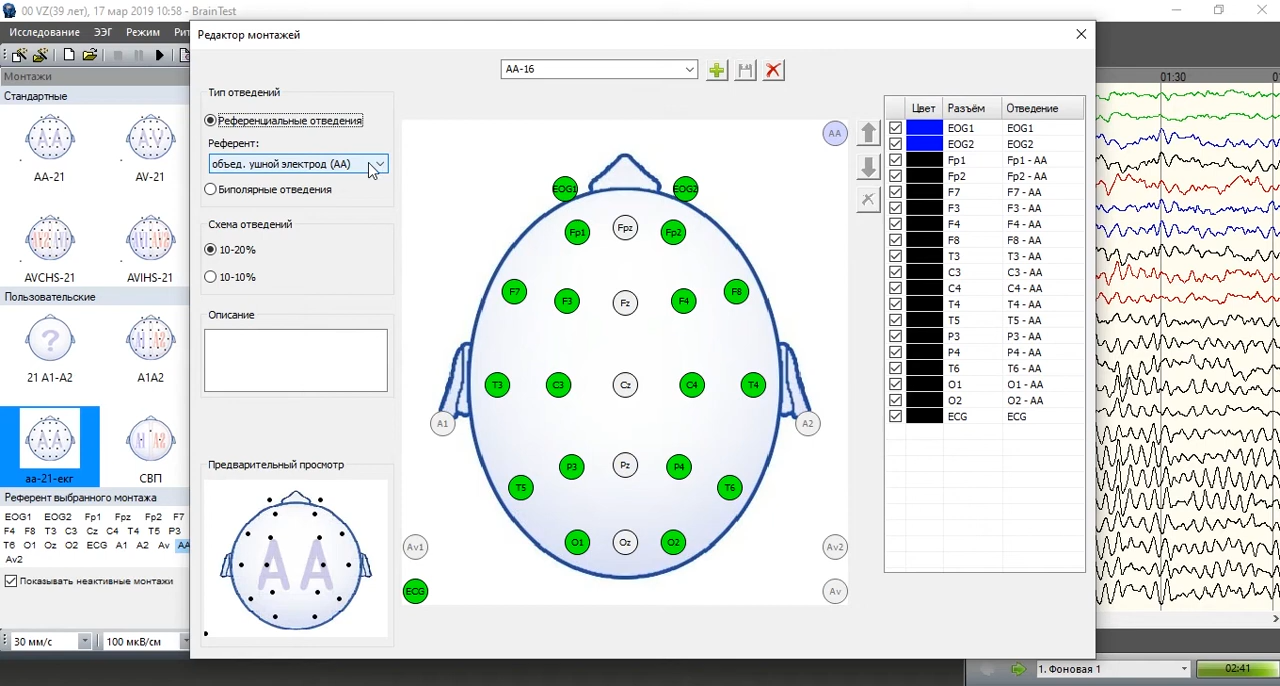 00 VZ(39 лет), 17 мар 2019 10:58 - BrainTest
Исследование ЭЭГ Режим
Монтажи
Стандартные
AA-21 AV-21
AVCHS-21 AVIHS-21
Пользовательские
21 A1-A2 A1A2
аа-21-екг СВП
Референт выбранного монтажа
EOG1 EOG2 Fp1 Fpz Fp2 F7
F4 F8 T3 C3 Cz C4 T4 T5 P3
T6 O1 Oz O2 ECG A1 A2 Av AA
Av2
Показывать неактивные монтажи
30 мм/с 100 мкВ/см
Редактор монтажей
AA-16
Тип отведений
Референциальные отведения
Референт:
объед. ушной электрод (AA)
Биполярные отведения
Схема отведений
10-20%
10-10%
Описание
Предварительный просмотр
AA
AA
EOG1 EOG2
Fp1 Fpz Fp2
F7 F3 Fz F4 F8
T3 C3 Cz C4 T4
A1 A2
P3 Pz P4
T5 T6
O1 Oz O2
Av1 Av2
ECG Av
Цвет Разъём Отведение
EOG1 EOG1
EOG2 EOG2
Fp1 Fp1 - AA
Fp2 Fp2 - AA
F7 F7 - AA
F3 F3 - AA
F4 F4 - AA
F8 F8 - AA
T3 T3 - AA
C3 C3 - AA
C4 C4 - AA
T4 T4 - AA
T5 T5 - AA
P3 P3 - AA
P4 P4 - AA
T6 T6 - AA
O1 O1 - AA
O2 O2 - AA
ECG ECG
01:30
1. Фоновая 1 02:41